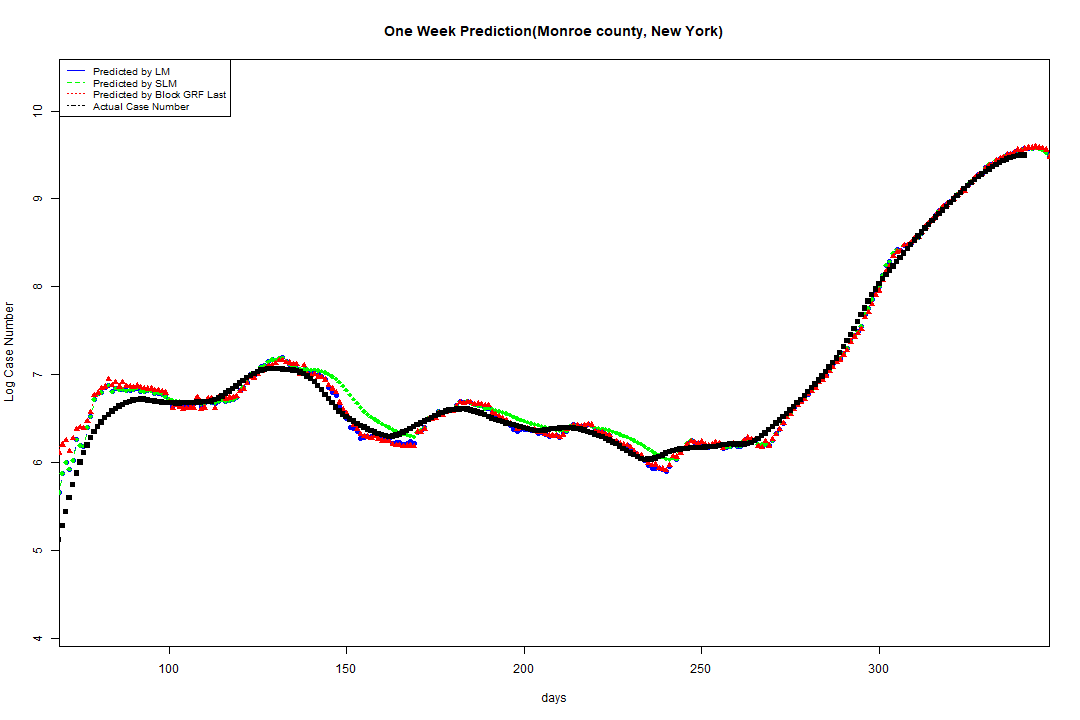 One Week Prediction(Monroe county, New York)
Predicted by LM
Predicted by SLM
Predicted by Block GRF Last
Actual Case Number
10
9
8
7
6
5
4
Log Case Number
100 150 200 250 300
days